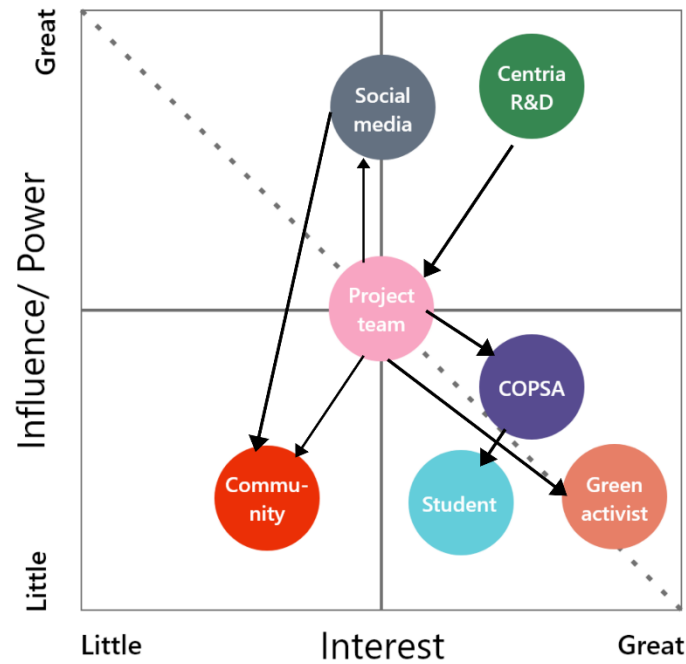 Great
Social
media
Centria
R&D
Influence/ Power
Project
team
COPSA
Commu-
nity
Student
Green
activist
Little
Little
Interest
Great